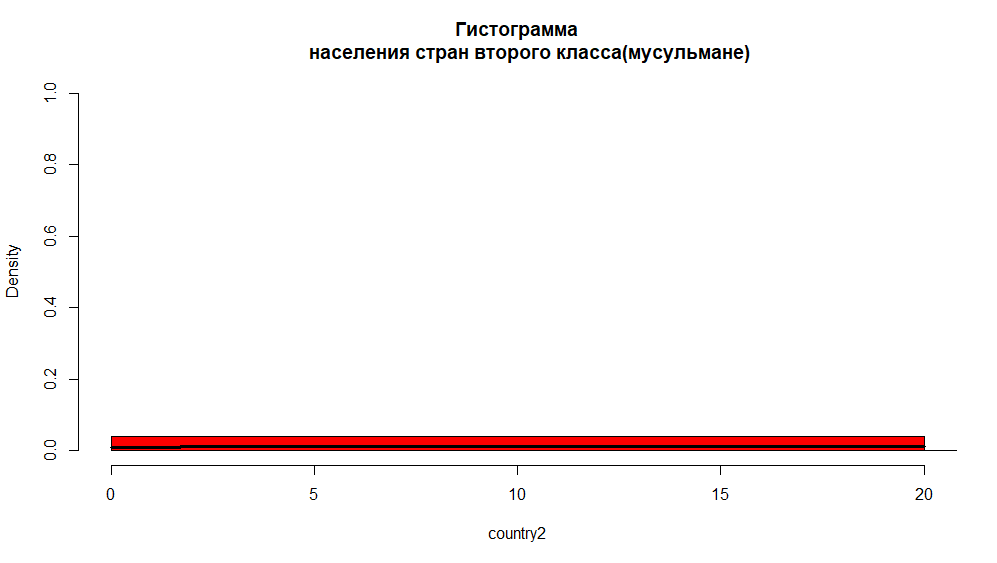 Гистограмма
населения стран второго класса(мусульмане)
1.0
0.8
0.6
0.4
0.2
0.0
Density
0 5 10 15 20
country2